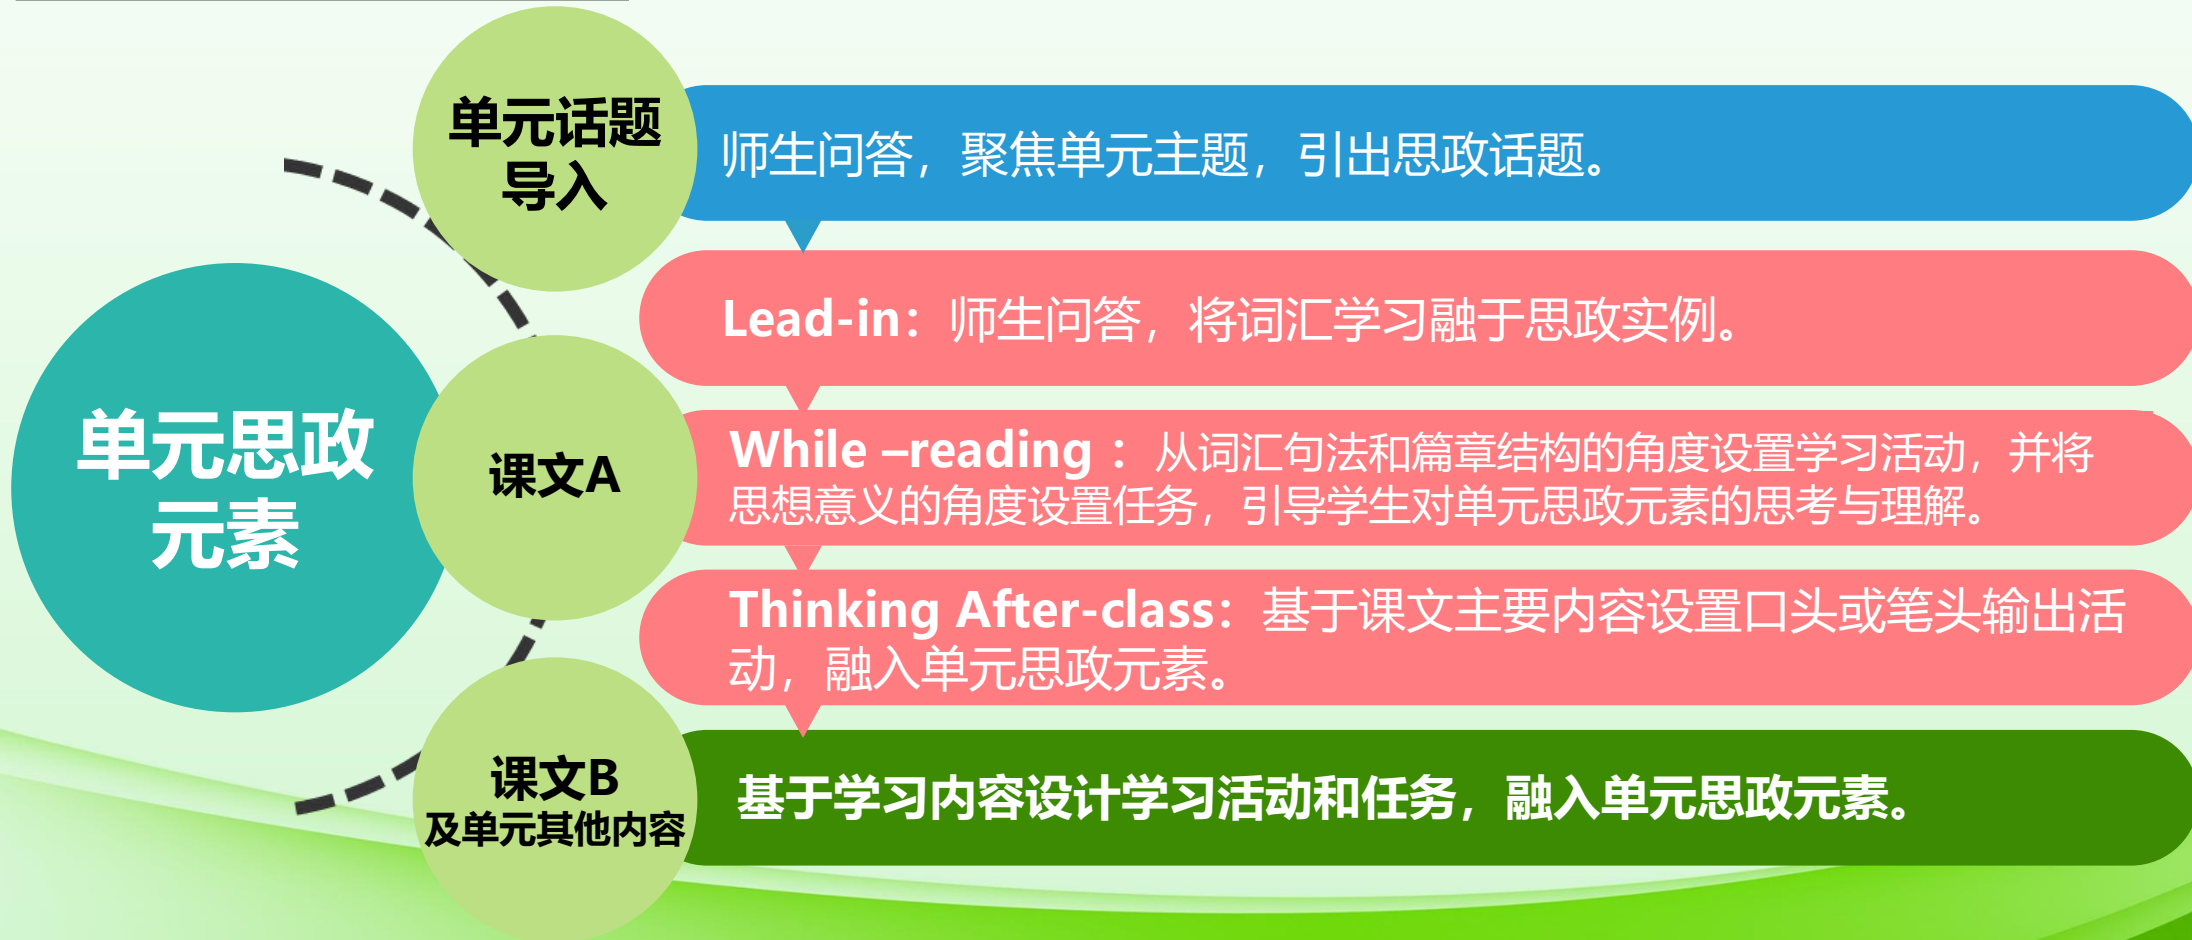 单元思政
元素
单元话题
导入
师生问答，聚焦单元主题，引出思政话题。
课文A
Lead-in：师生问答，将词汇学习融于思政实例。
While –reading ：从词汇句法和篇章结构的角度设置学习活动，并将
思想意义的角度设置任务，引导学生对单元思政元素的思考与理解。
Thinking After-class：基于课文主要内容设置口头或笔头输出活
动，融入单元思政元素。
课文B
及单元其他内容
基于学习内容设计学习活动和任务，融入单元思政元素。